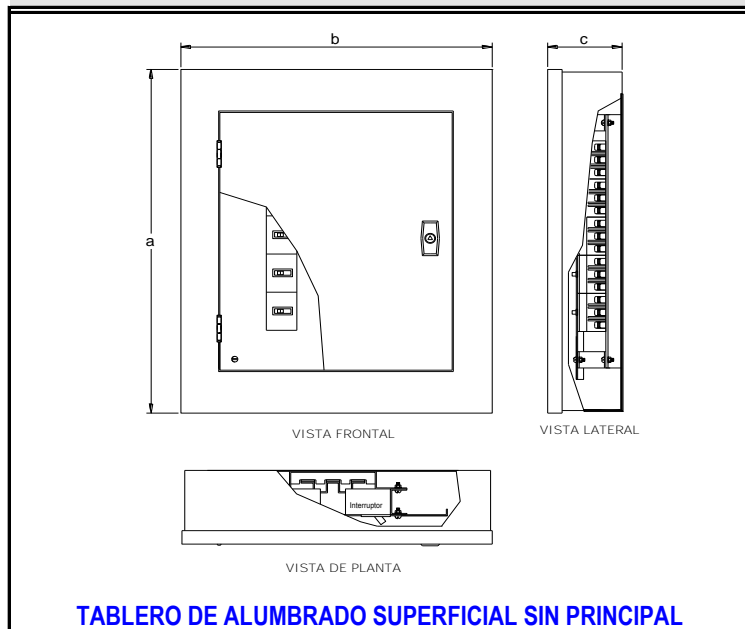 b
c
a
VISTA FRONTAL
VISTA LATERAL
Interruptor
VISTA DE PLANTA
TABLERO DE ALUMBRADO SUPERFICIAL SIN PRINCIPAL